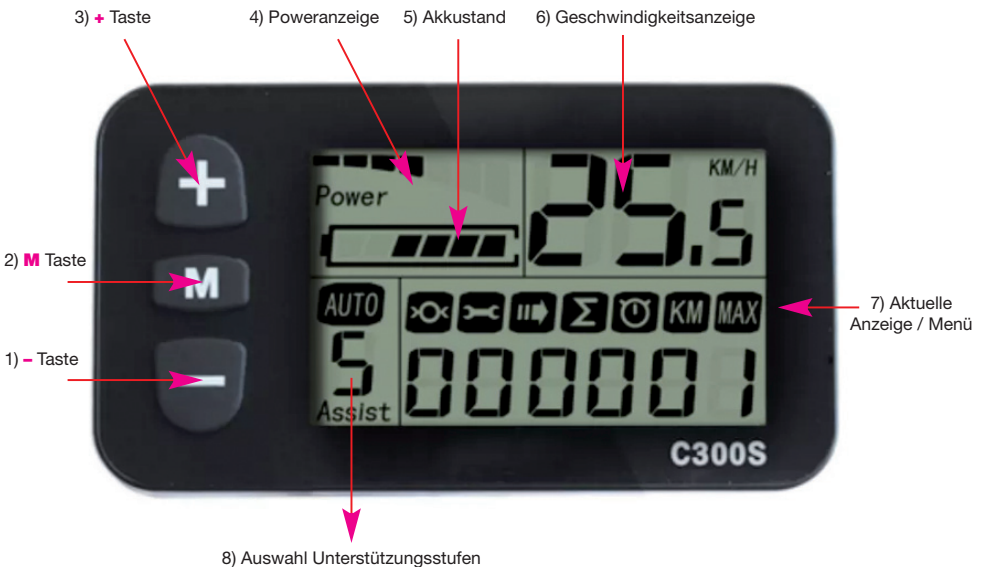 3) + Taste
4) Poweranzeige
5) Akkustand
6) Geschwindigkeitsanzeige
+
Power
25.5
KM/H
2) M Taste
M
AUTO
Σ
KM
MAX
7) Aktuelle
Anzeige / Menü
1) – Taste
–
5
Assist
000001
C300S
8) Auswahl Unterstützungsstufen